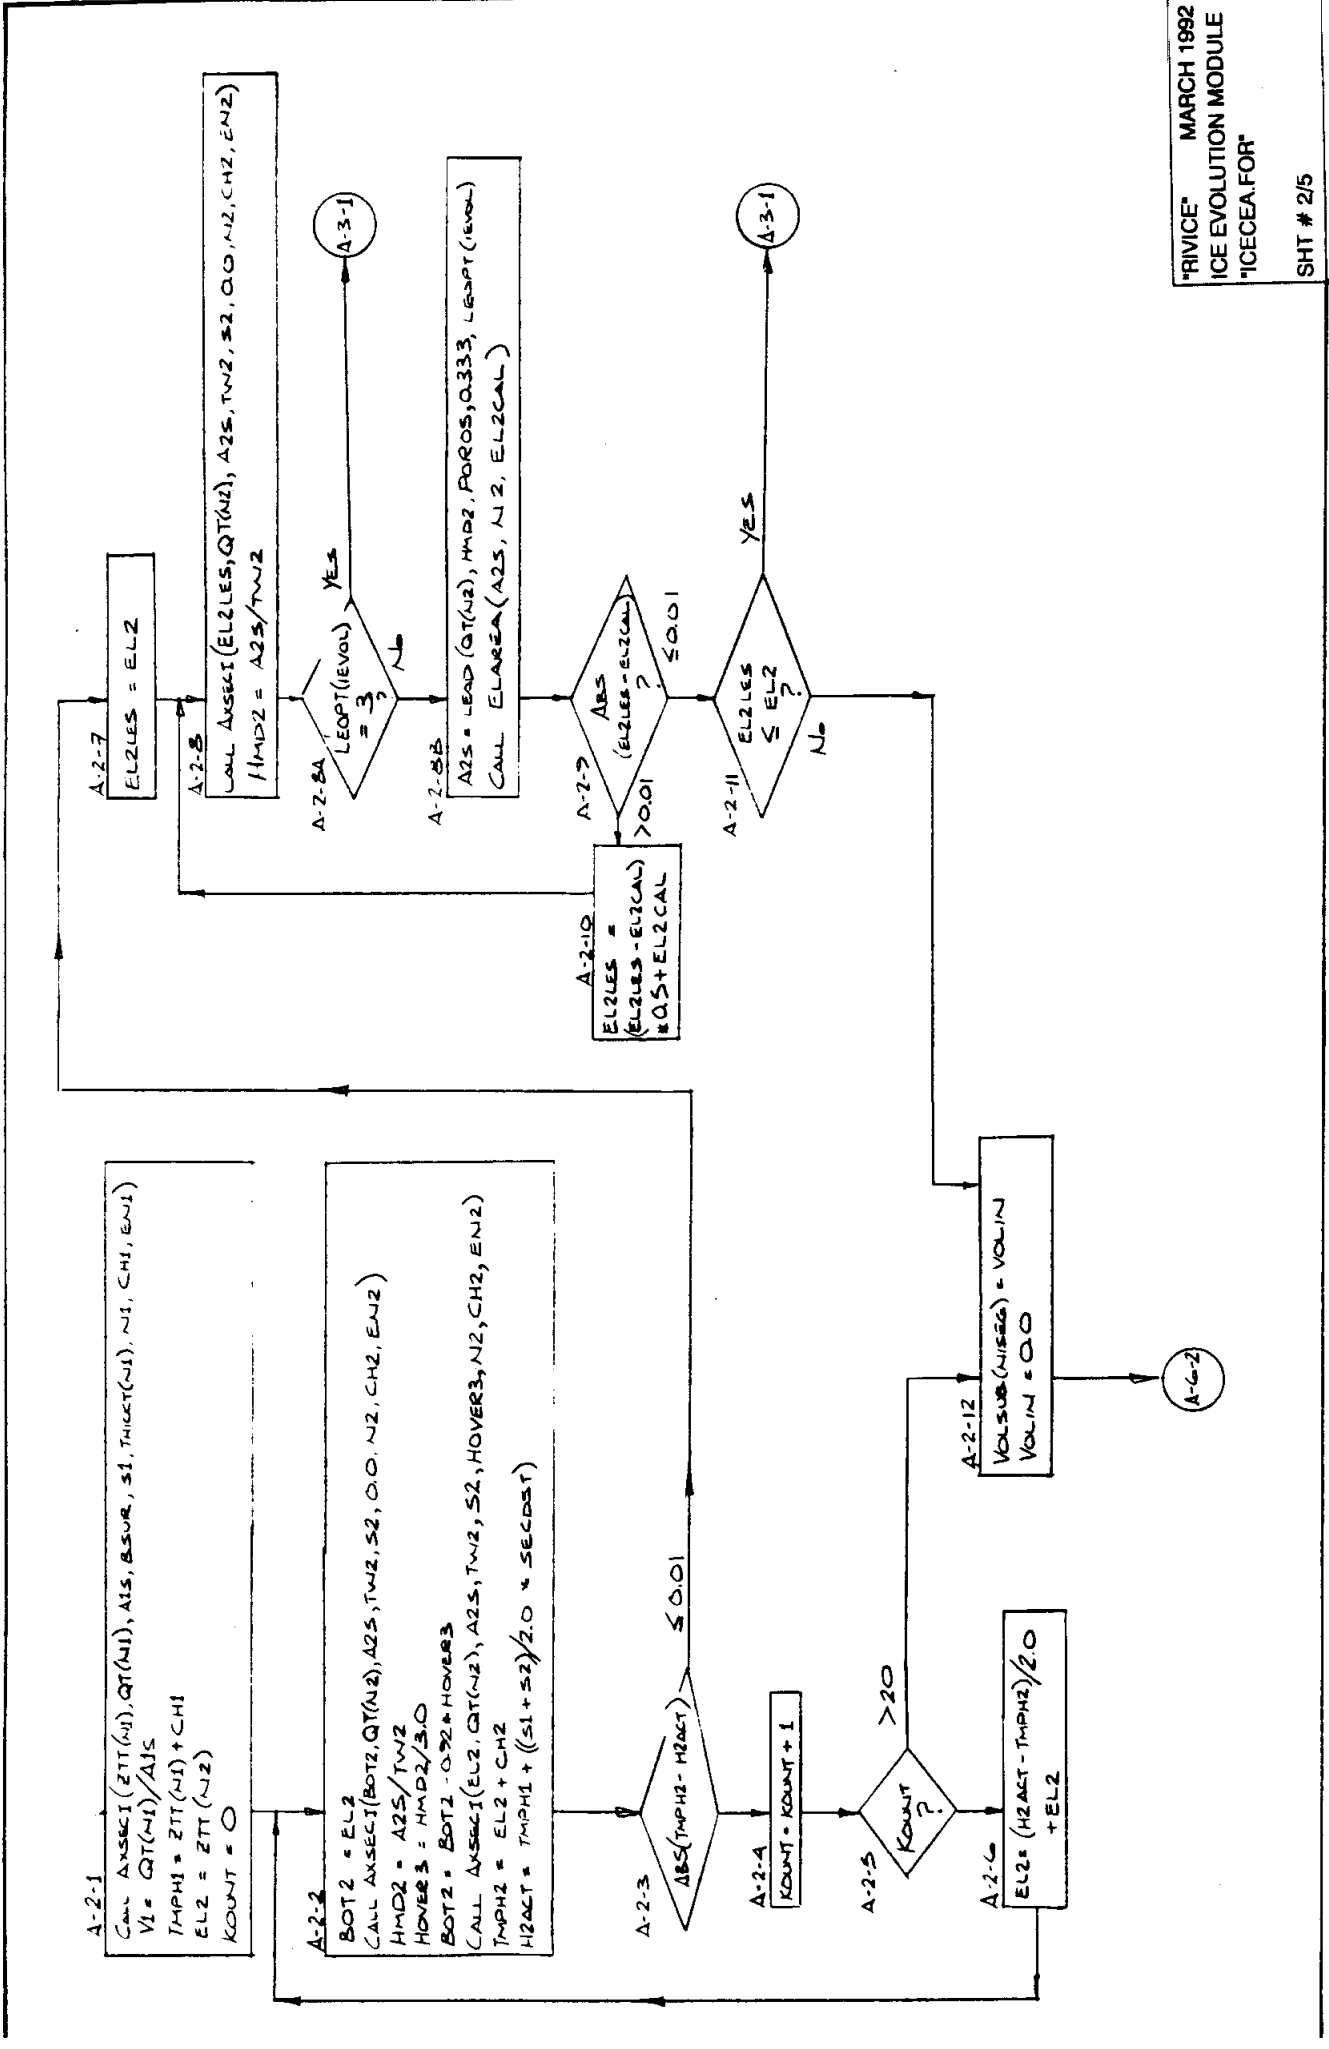 A-2-1
CALL AXSECI(ZTT(N1),QT(N1),A1S,BSUR,S1,THICKT(N1),N1,CH1,EN1)
V1 = QT(N1)/A1S
TMPH1 = ZTT(N1)+CH1
EL2 = ZTT(N2)
KOUNT = 0
A-2-2
BOT2 = EL2
CALL AXSECI(BOT2,QT(N2),A2S,TW2,S2,0.0,N2,CH2,EN2)
HMD2 = A2S/TW2
HOVER3 = HMD2/3.0
BOT2 = BOT2-0.92*HOVER3
CALL AXSECI(EL2,QT(N2),A2S,TW2,S2,HOVER3,N2,CH2,EN2)
TMPH2 = EL2+CH2
H2ACT = TMPH1+((S1+S2)/2.0 * SECDST)
A-2-3
ABS(TMPH2-H2ACT)
≤0.01
A-2-4
KOUNT = KOUNT+1
A-2-5
KOUNT
?
>20
A-2-6
EL2=(H2ACT-TMPH2)/2.0
+EL2
A-2-7
EL2LES = EL2
A-2-8
CALL AXSECI(EL2LES,QT(N2),A2S,TW2,S2,0.0,N2,CH2,EN2)
HMD2 = A2S/TW2
A-2-8A
LEOPT(IEVOL)
= 3
?
YES
A-3-1
No
A-2-8B
A2S = LEAD(QT(N2),HMD2,POROS,0.333,LEOPT(IEVOL)
CALL ELAREA(A2S,N2,EL2CAL)
A-2-9
ABS
(EL2LES-EL2CAL)
?
>0.01
≤0.01
A-2-10
EL2LES =
(EL2LES-EL2CAL)
*0.5+EL2CAL
A-2-11
EL2LES
≤ EL2
?
YES
A-3-1
No
A-2-12
VOLSUB(NISEG) = VOLIN
VOLIN = 0.0
A-6-2
"RIVICE" MARCH 1992
ICE EVOLUTION MODULE
"ICECEA.FOR"
SHT # 2/5